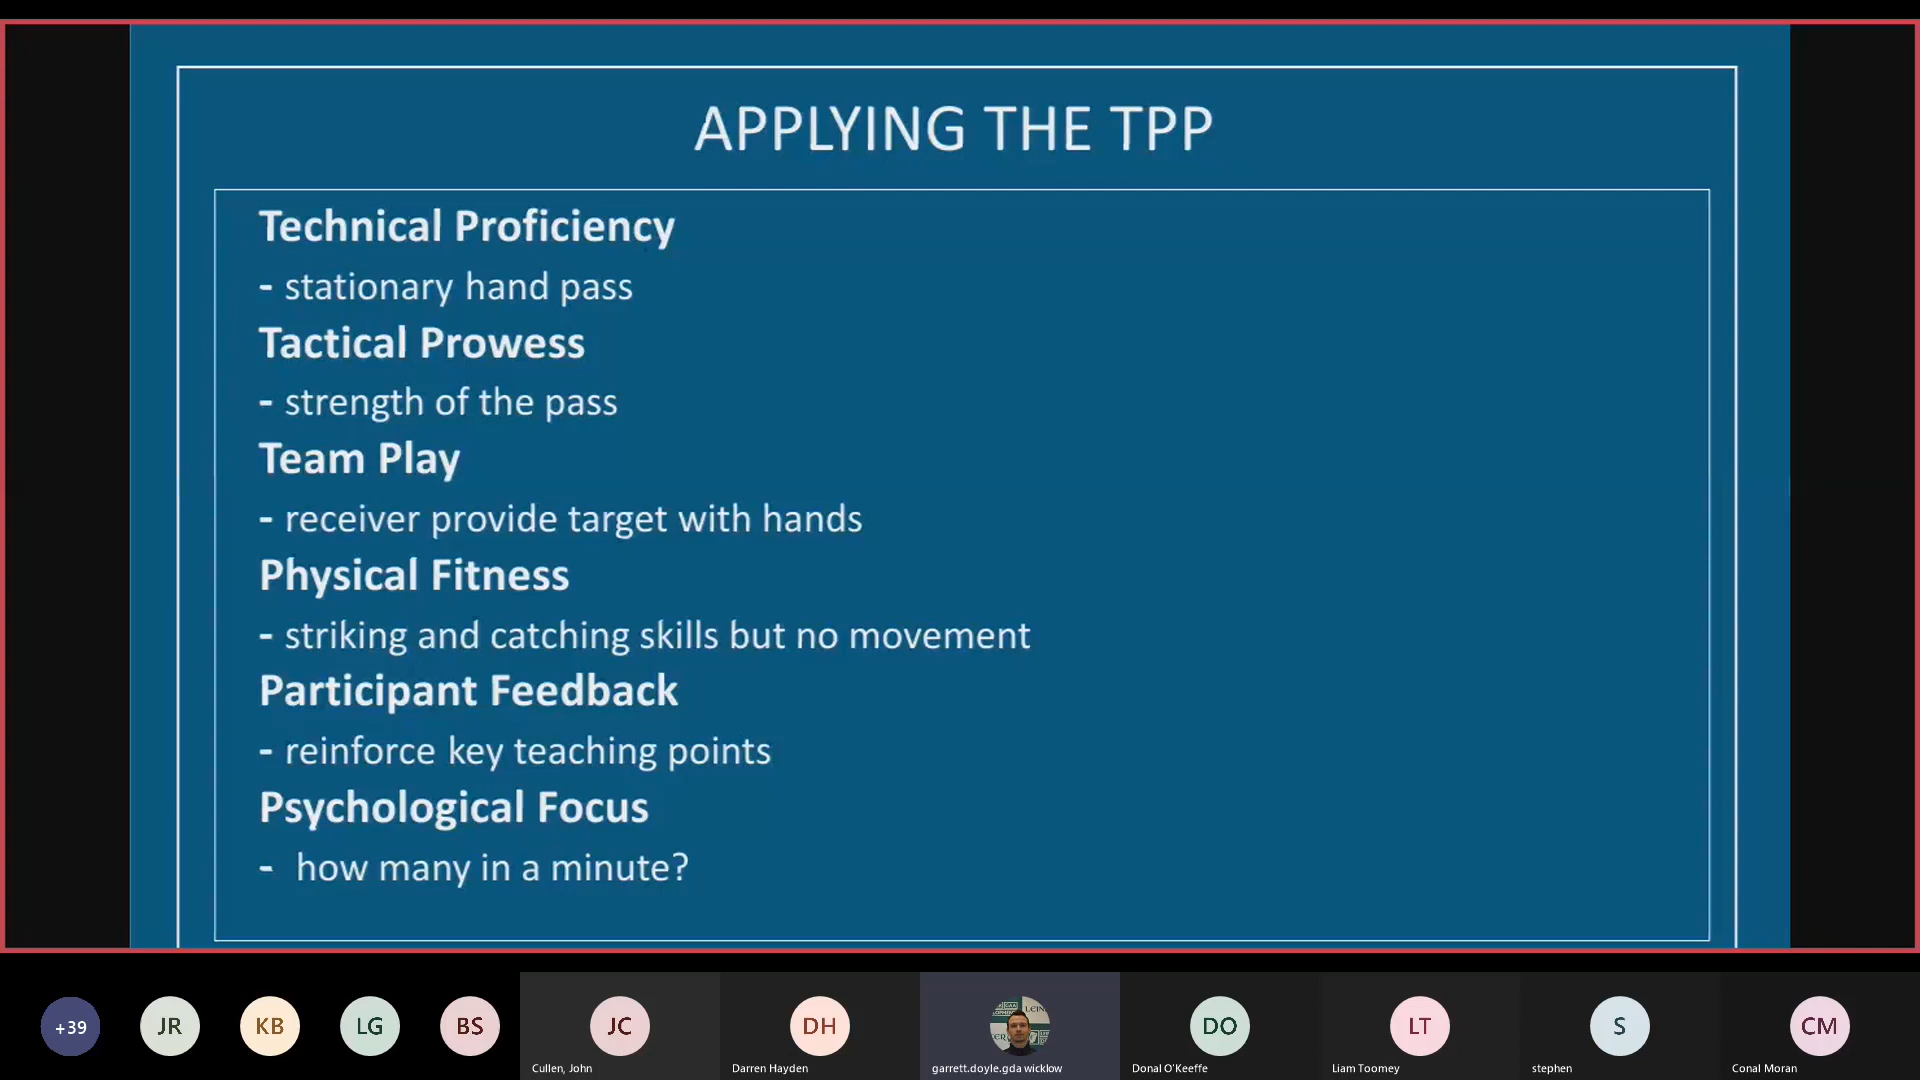 APPLYING THE TPP
Technical Proficiency
- stationary hand pass
Tactical Prowess
- strength of the pass
Team Play
- receiver provide target with hands
Physical Fitness
- striking and catching skills but no movement
Participant Feedback
- reinforce key teaching points
Psychological Focus
- how many in a minute?
+39
JR
KB
LG
BS
JC
DH
DO
LT
S
CM
Cullen, John
Darren Hayden
garrett.doyle.gda wicklow
Donal O'Keeffe
Liam Toomey
stephen
Conal Moran